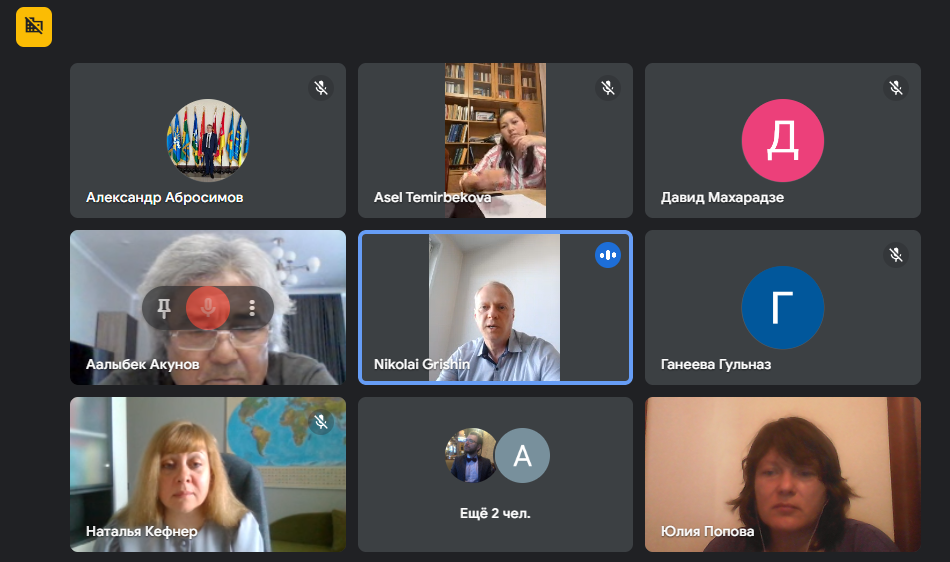 Александр Абросимов
Asel Temirbekova
Д
Давид Махарадзе
Аалыбек Акунов
Nikolai Grishin
Г
Ганеева Гульназ
Наталья Кефнер
А
Ещё 2 чел.
Юлия Попова